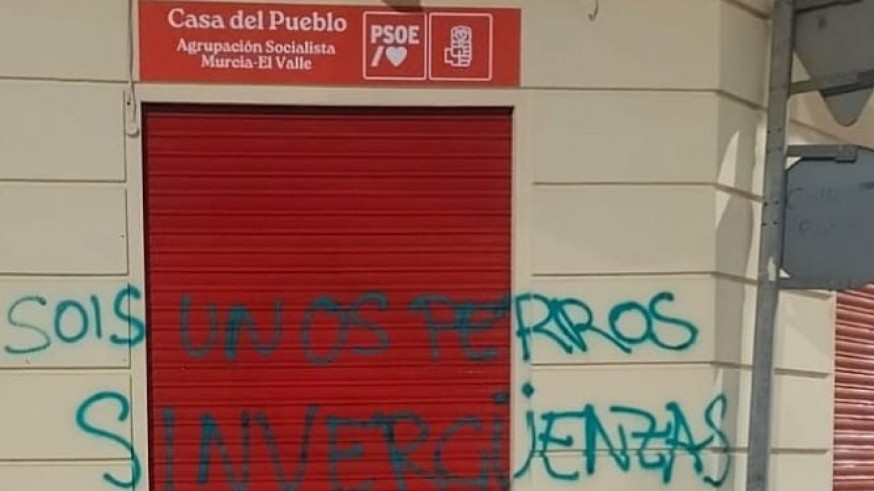 Casa del Pueblo
Agrupación Socialista
Murcia-El Valle
PSOE
SOIS UNOS PERROS
SINVERGÜENZAS